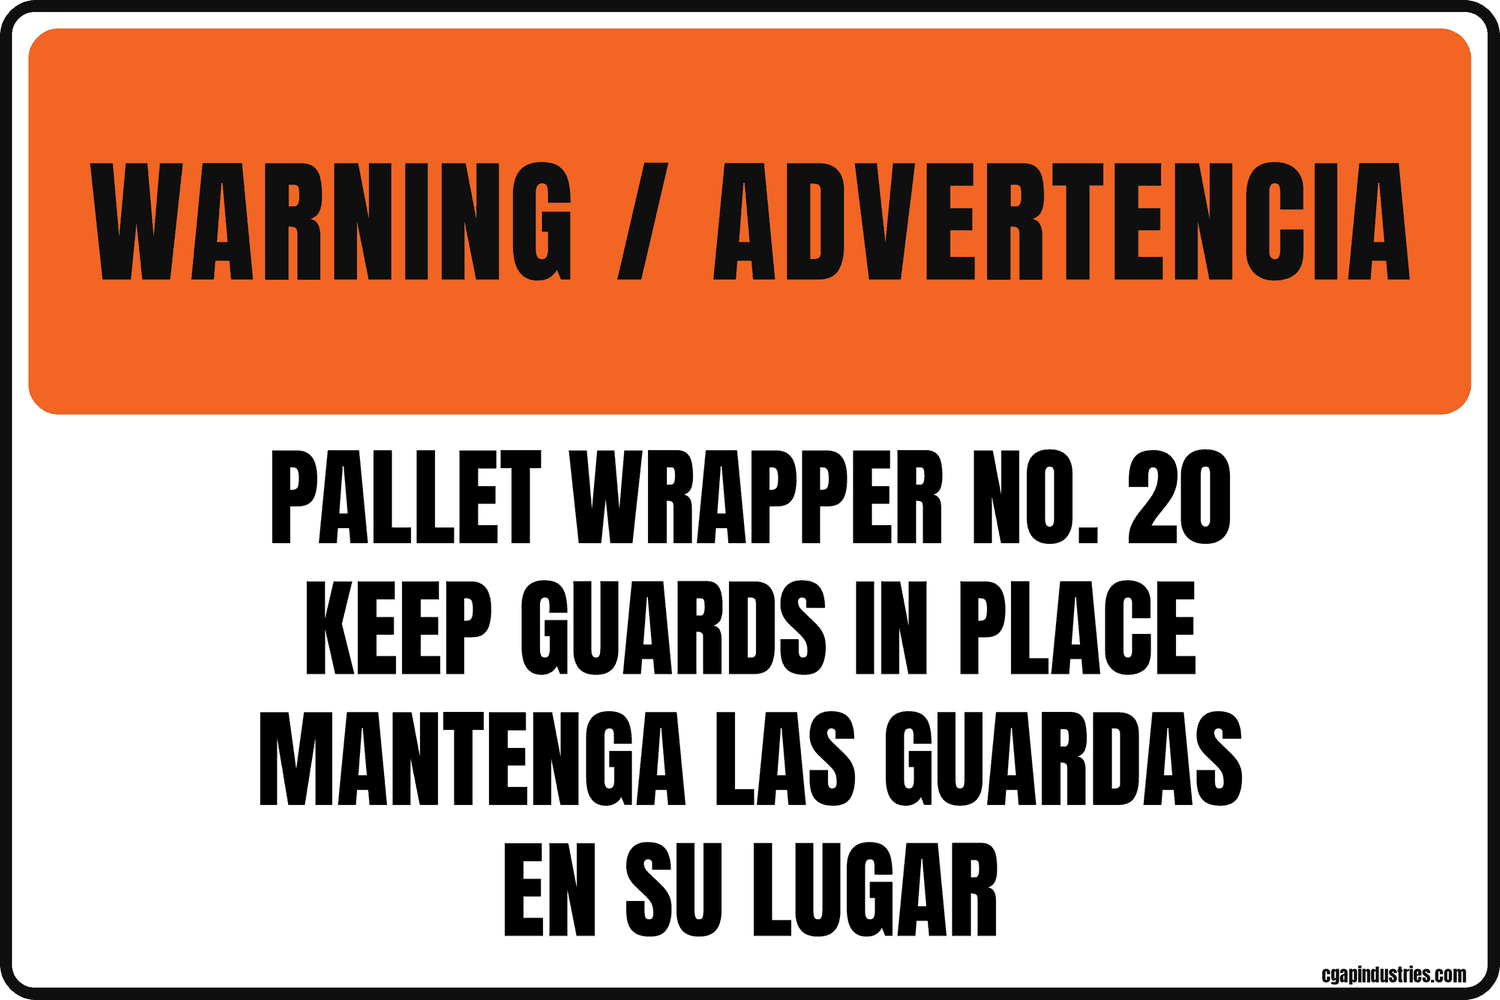 WARNING / ADVERTENCIA
PALLET WRAPPER NO. 20
KEEP GUARDS IN PLACE
MANTENGA LAS GUARDAS
EN SU LUGAR
cgapindustries.com